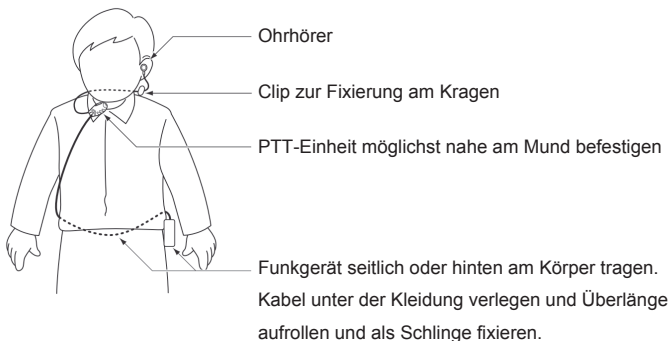 Ohrhörer
Clip zur Fixierung am Kragen
PTT-Einheit möglichst nahe am Mund befestigen
Funkgerät seitlich oder hinten am Körper tragen.
Kabel unter der Kleidung verlegen und Überlänge
aufrollen und als Schlinge fixieren.